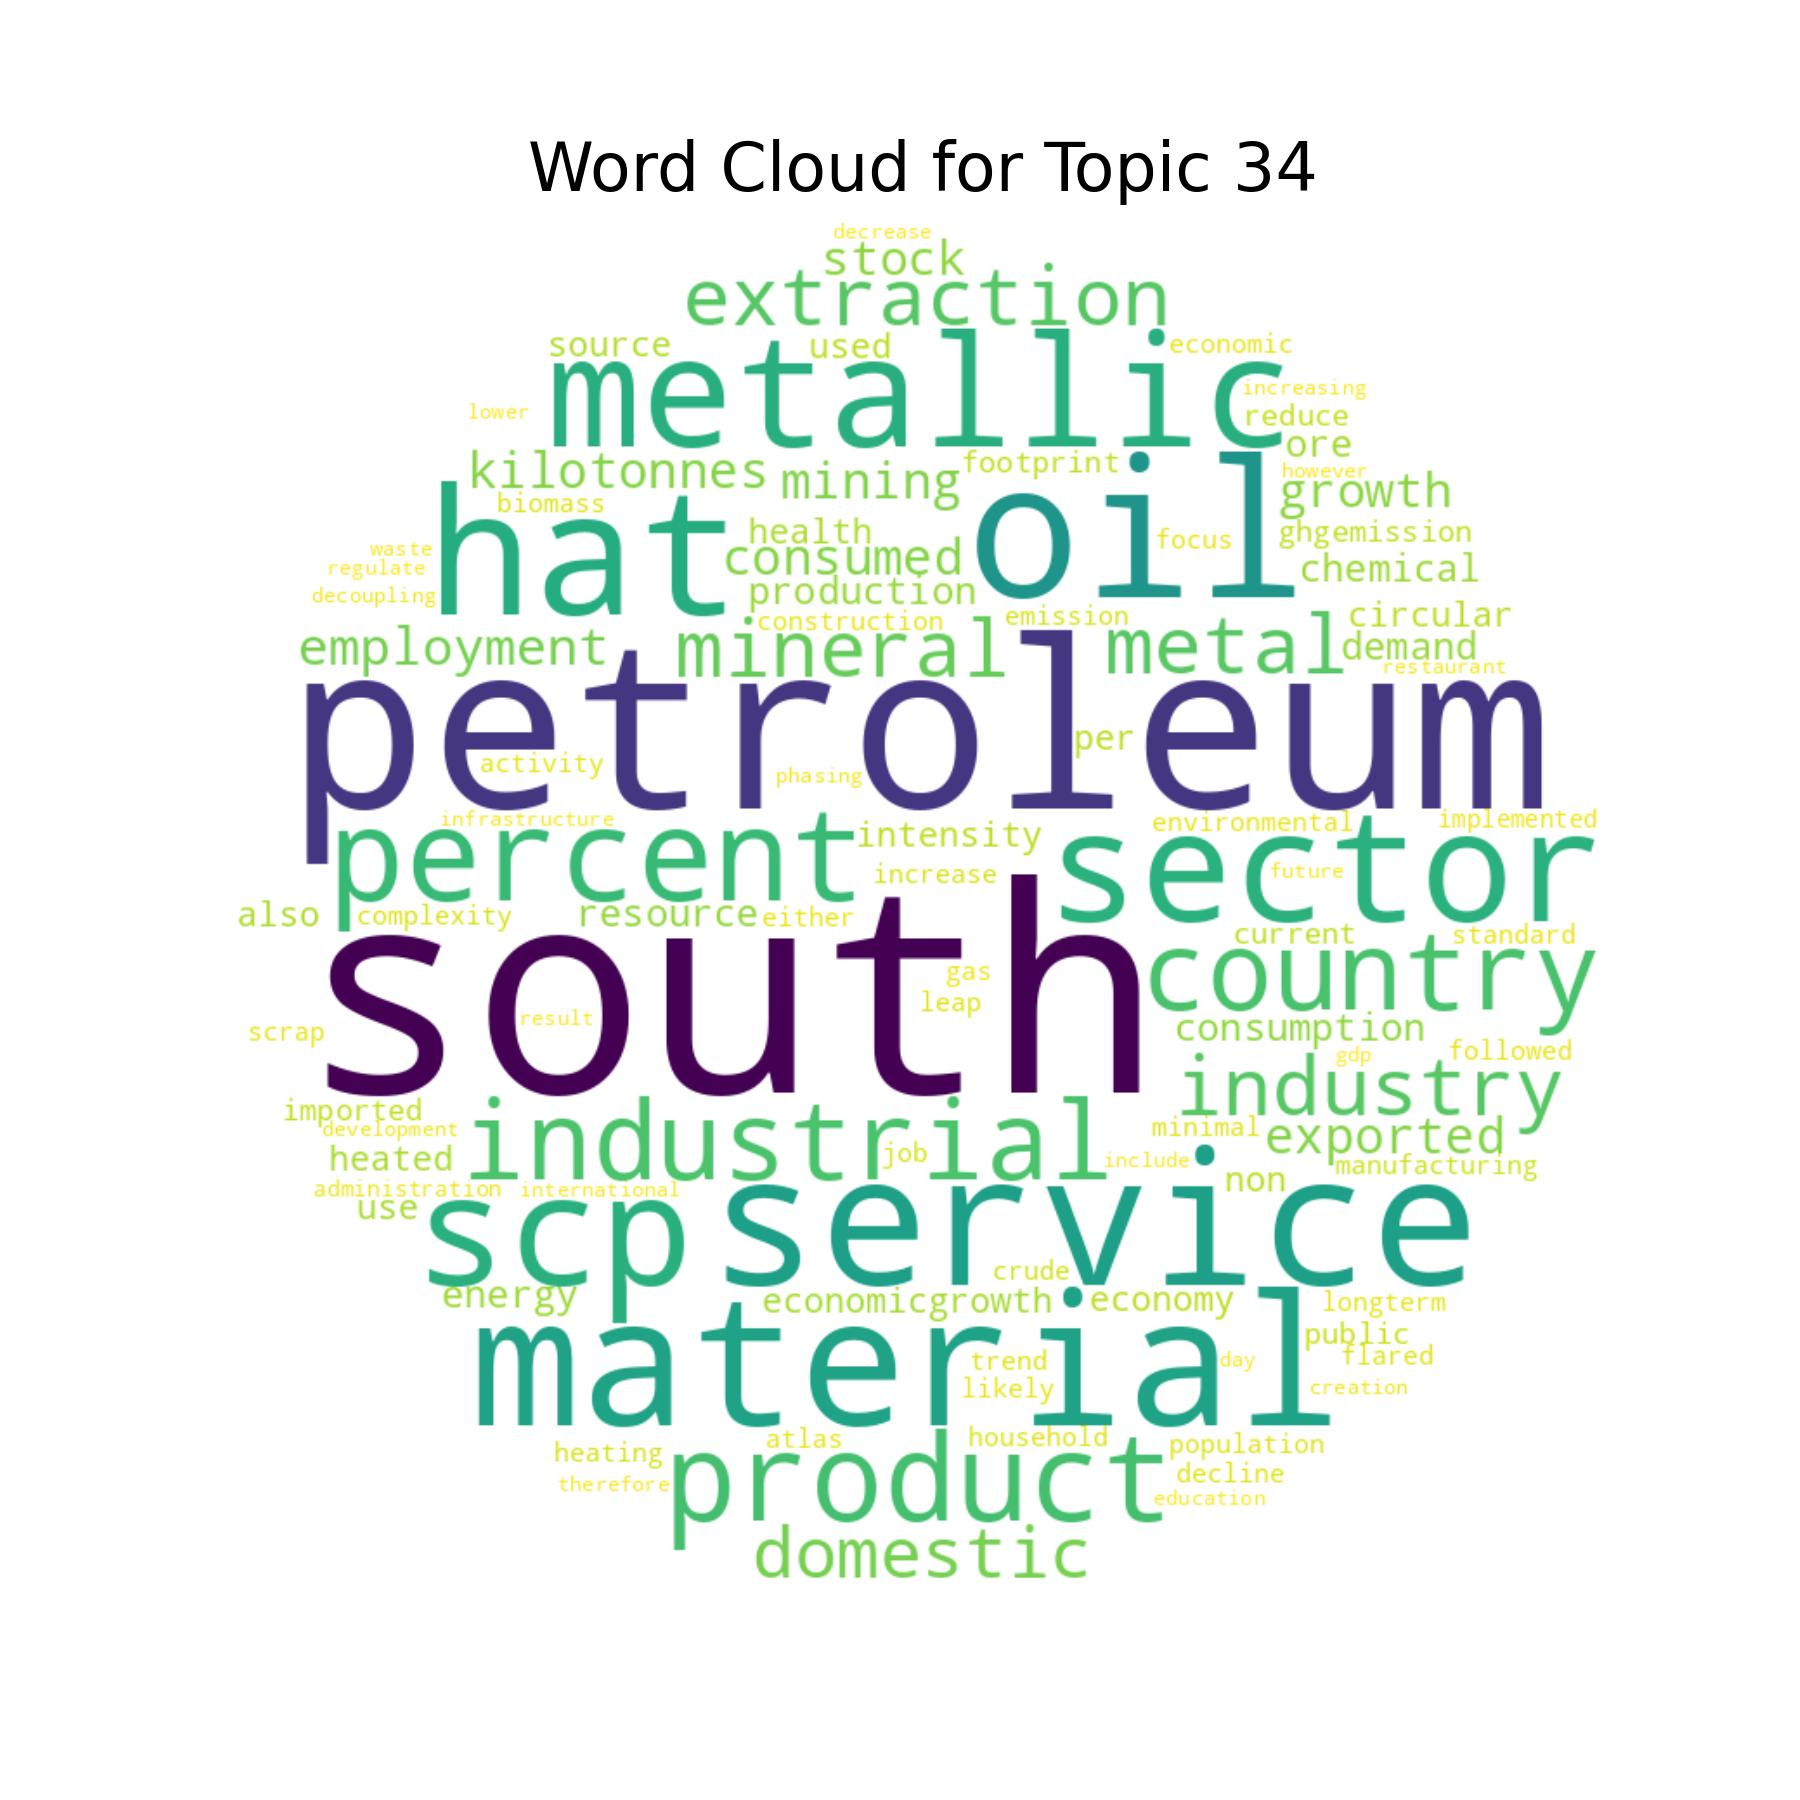 Word Cloud for Topic 34
decrease
stock
extraction
source used economic
metallic
increasing
lower reduce
ore
kilotonnes mining footprint however
growth
biomass
hat health oil focus ghgemission
waste consumed chemical
regulate
decoupling production
construction emission circular
employment mineral metal demand
restaurant
petroleum
per
activity phasing
infrastructure environmental implemented
percent intensity sector
increase future
also complexity resource either
current standard
south country
gas
leap
result
scrap consumption
gdp followed
industry
imported
development industrial minimal exported
heated job include manufacturing
non
administration international
use scp service
crude
energy economicgrowth economy longterm
public
material trend day flared
likely creation
atlas household
heating product population
decline
therefore education
domestic